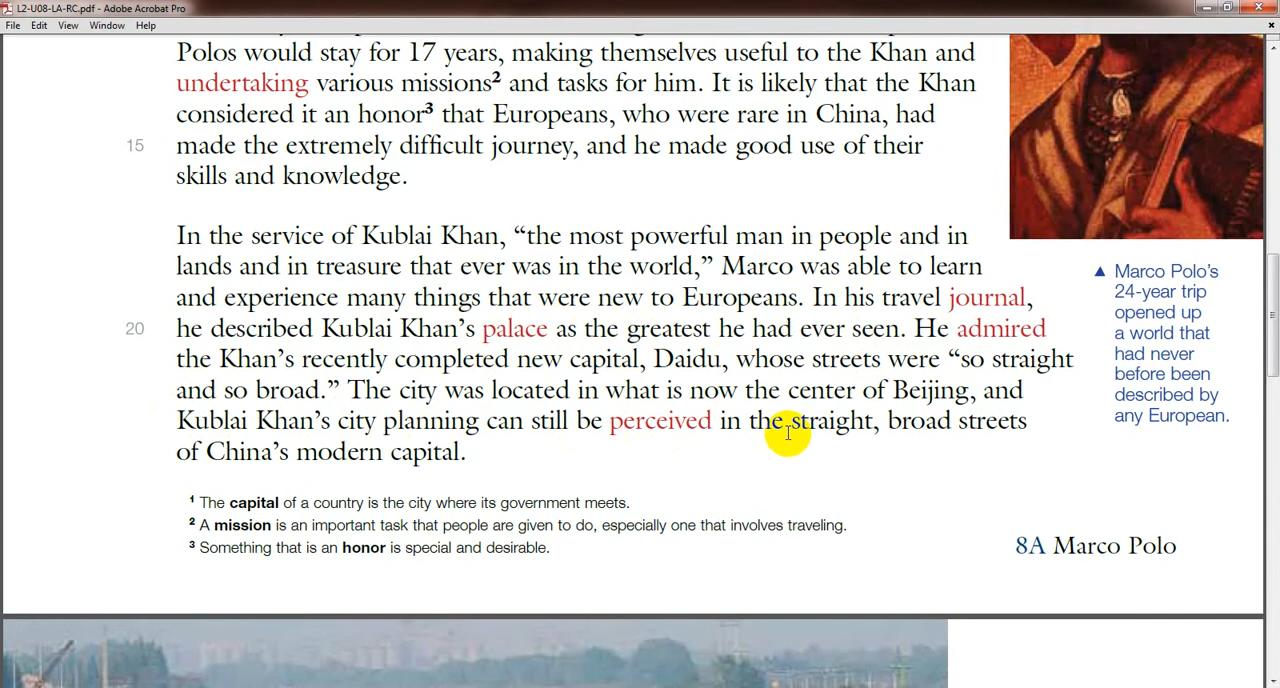 L2-U08-LA-RC.pdf - Adobe Acrobat Pro
File Edit View Window Help
Polos would stay for 17 years, making themselves useful to the Khan and
undertaking various missions² and tasks for him. It is likely that the Khan
considered it an honor³ that Europeans, who were rare in China, had
15 made the extremely difficult journey, and he made good use of their
skills and knowledge.
In the service of Kublai Khan, “the most powerful man in people and in
lands and in treasure that ever was in the world,” Marco was able to learn
and experience many things that were new to Europeans. In his travel journal,
20 he described Kublai Khan’s palace as the greatest he had ever seen. He admired
the Khan’s recently completed new capital, Daidu, whose streets were “so straight
and so broad.” The city was located in what is now the center of Beijing, and
Kublai Khan’s city planning can still be perceived in the straight, broad streets
of China’s modern capital.
▲ Marco Polo’s
24-year trip
opened up
a world that
had never
before been
described by
any European.
¹ The capital of a country is the city where its government meets.
² A mission is an important task that people are given to do, especially one that involves traveling.
³ Something that is an honor is special and desirable.
8A Marco Polo